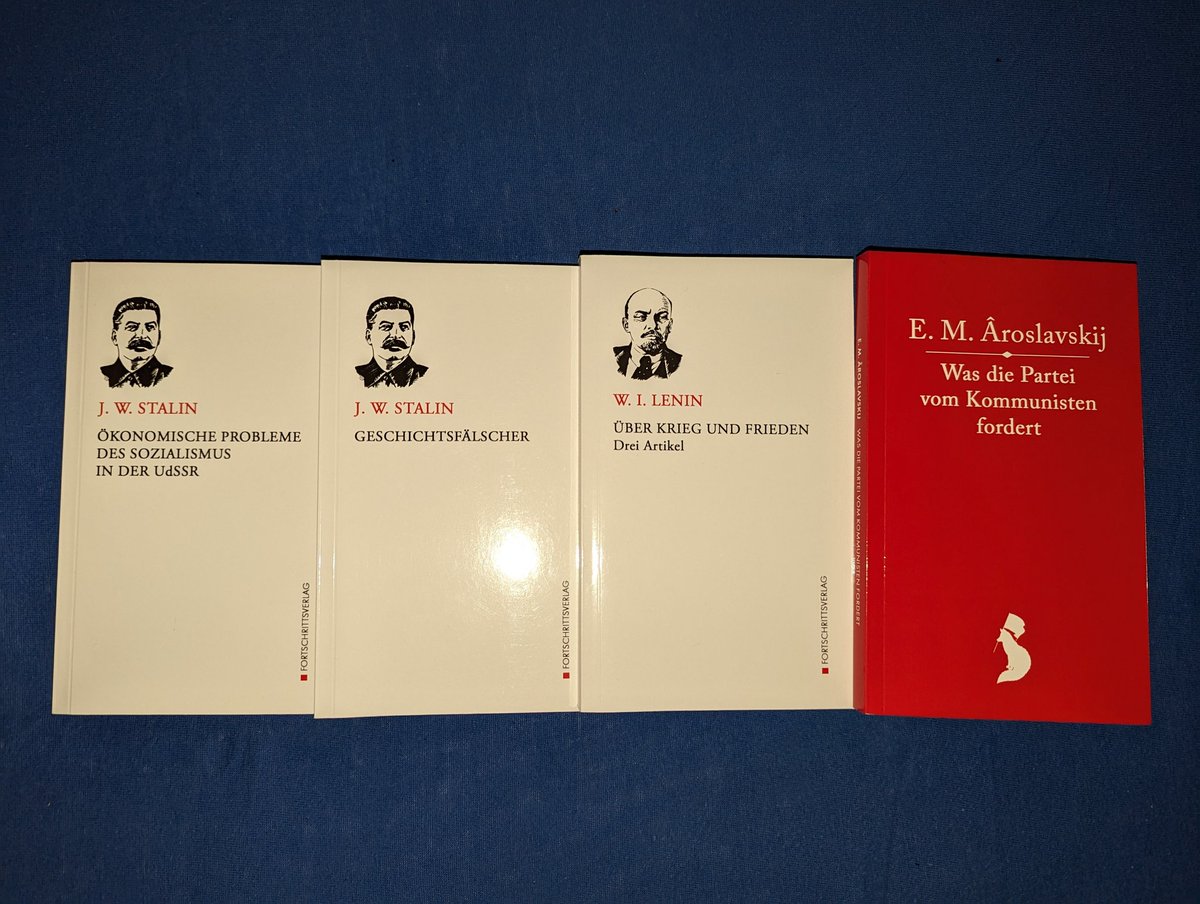 J. W. STALIN
ÖKONOMISCHE PROBLEME
DES SOZIALISMUS
IN DER UdSSR
FORTSCHRITTSVERLAG
J. W. STALIN
GESCHICHTSFÄLSCHER
FORTSCHRITTSVERLAG
W. I. LENIN
ÜBER KRIEG UND FRIEDEN
Drei Artikel
FORTSCHRITTSVERLAG
E. M. ÂROSLAVSKIJ WAS DIE PARTEI VOM KOMMUNISTEN FORDERT
E. M. Âroslavskij
Was die Partei
vom Kommunisten
fordert